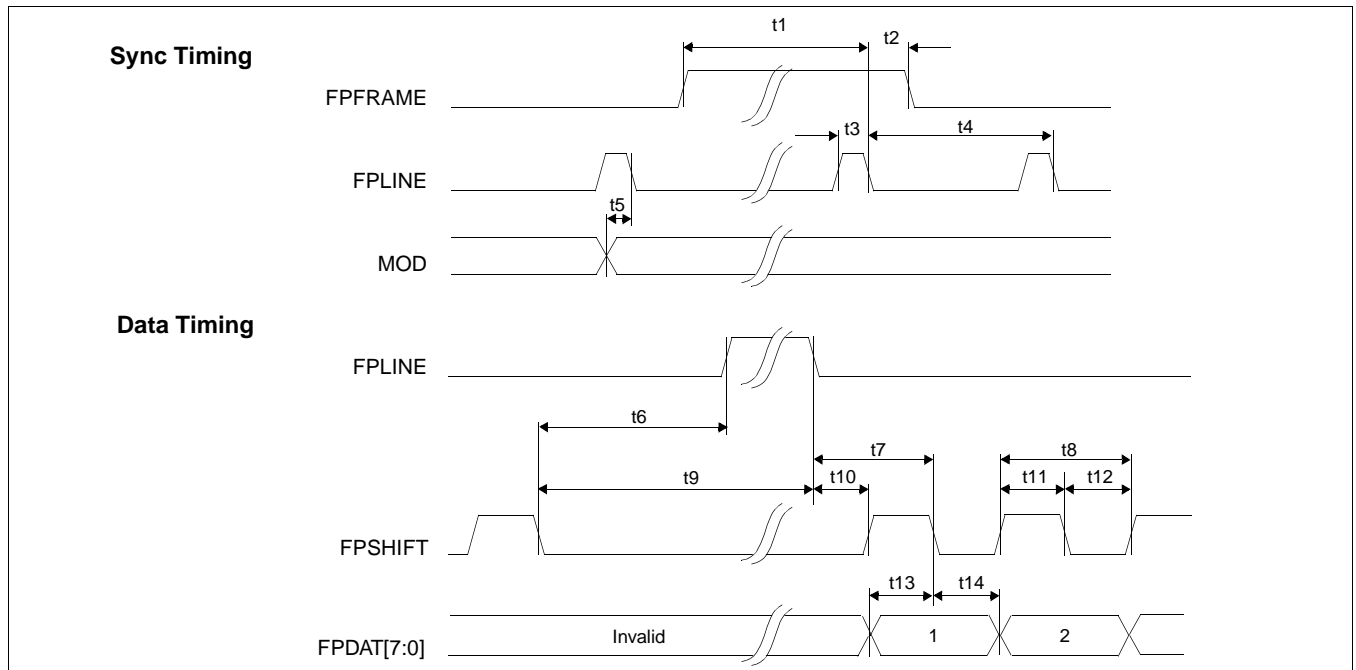 Sync Timing
t1
t2
FPFRAME
t3
t4
FPLINE
t5
MOD
Data Timing
FPLINE
t6
t7
t8
t9
t10
t11
t12
FPSHIFT
t13
t14
FPDAT[7:0]
Invalid
1
2